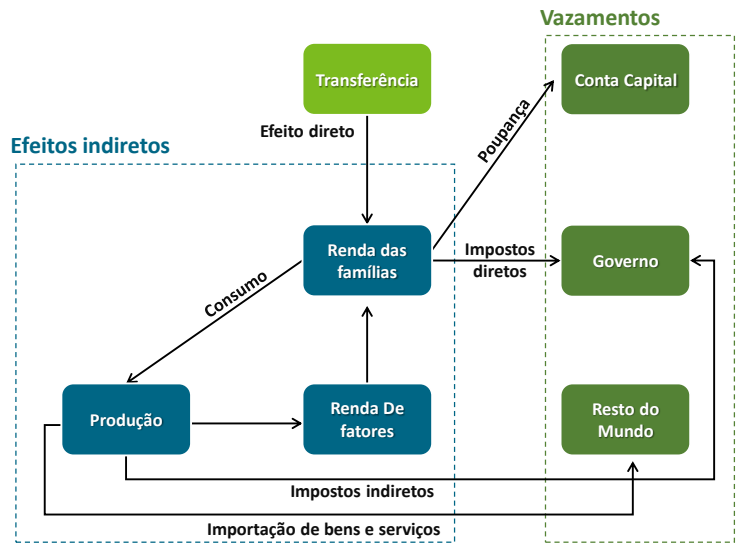 Vazamentos
Transferência
Conta Capital
Efeito direto
Poupança
Efeitos indiretos
Renda das
famílias
Impostos
diretos
Governo
Consumo
Produção
Renda De
fatores
Resto do
Mundo
Impostos indiretos
Importação de bens e serviços